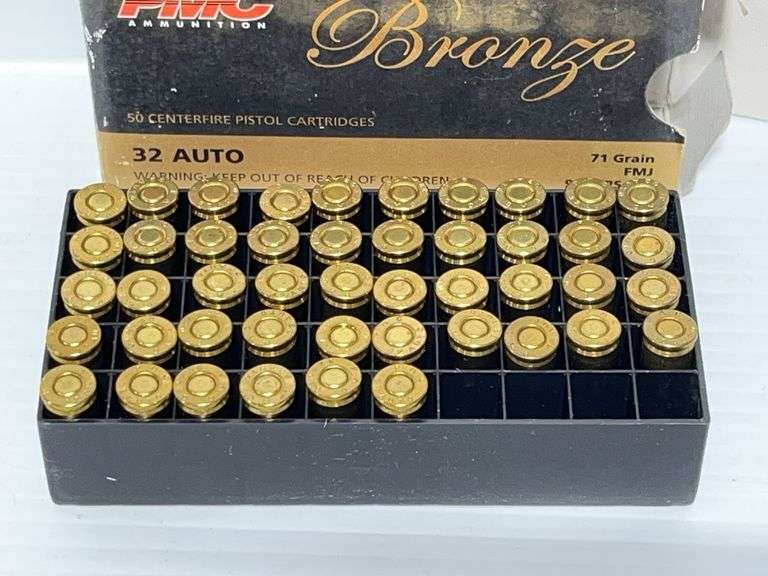 PMC
AMMUNITION
Bronze
50 CENTERFIRE PISTOL CARTRIDGES
32 AUTO
71 Grain
FMJ
WARNING: KEEP OUT OF REACH OF CHILDREN